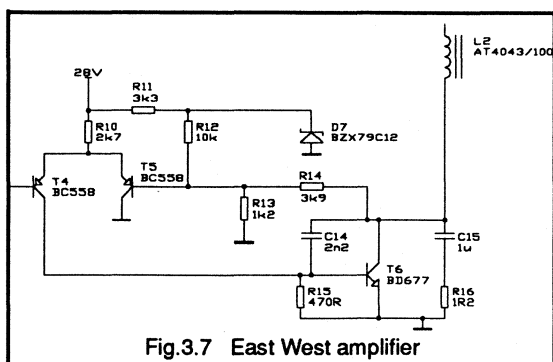 L2
AT4043/100
28V
R11
3k3
R10
2k7
R12
10k
D7
BZX79C12
T4
BC558
T5
BC558
R14
3k9
R13
1k2
C14
2n2
T6
BD677
C15
1u
R15
470R
R16
1R2
Fig.3.7 East West amplifier